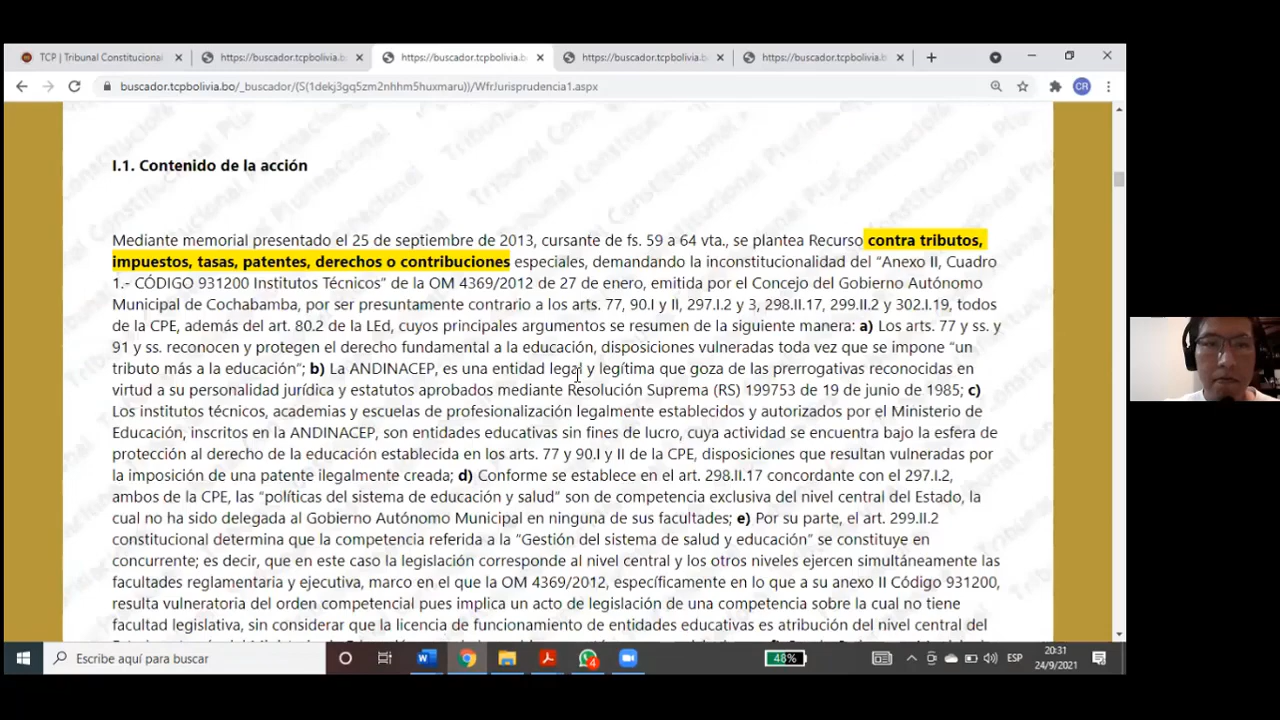 TCP | Tribunal Constitucional
https://buscador.tcpbolivia.b
https://buscador.tcpbolivia.b
https://buscador.tcpbolivia.b
https://buscador.tcpbolivia.b
buscador.tcpbolivia.bo/_buscador/(S(1dekj3gq5zm2nhhm5huxmaru))/WfrJurisprudencia1.aspx
CR
I.1. Contenido de la acción
Mediante memorial presentado el 25 de septiembre de 2013, cursante de fs. 59 a 64 vta., se plantea Recurso contra tributos,
impuestos, tasas, patentes, derechos o contribuciones especiales, demandando la inconstitucionalidad del “Anexo II, Cuadro
1.- CÓDIGO 931200 Institutos Técnicos” de la OM 4369/2012 de 27 de enero, emitida por el Concejo del Gobierno Autónomo
Municipal de Cochabamba, por ser presuntamente contrario a los arts. 77, 90.I y II, 297.I.2 y 3, 298.II.17, 299.II.2 y 302.I.19, todos
de la CPE, además del art. 80.2 de la LEd, cuyos principales argumentos se resumen de la siguiente manera: a) Los arts. 77 y ss. y
91 y ss. reconocen y protegen el derecho fundamental a la educación, disposiciones vulneradas toda vez que se impone “un
tributo más a la educación”; b) La ANDINACEP, es una entidad legal y legítima que goza de las prerrogativas reconocidas en
virtud a su personalidad jurídica y estatutos aprobados mediante Resolución Suprema (RS) 199753 de 19 de junio de 1985; c)
Los institutos técnicos, academias y escuelas de profesionalización legalmente establecidos y autorizados por el Ministerio de
Educación, inscritos en la ANDINACEP, son entidades educativas sin fines de lucro, cuya actividad se encuentra bajo la esfera de
protección al derecho de la educación establecida en los arts. 77 y 90.I y II de la CPE, disposiciones que resultan vulneradas por
la imposición de una patente ilegalmente creada; d) Conforme se establece en el art. 298.II.17 concordante con el 297.I.2,
ambos de la CPE, las “políticas del sistema de educación y salud” son de competencia exclusiva del nivel central del Estado, la
cual no ha sido delegada al Gobierno Autónomo Municipal en ninguna de sus facultades; e) Por su parte, el art. 299.II.2
constitucional determina que la competencia referida a la “Gestión del sistema de salud y educación” se constituye en
concurrente; es decir, que en este caso la legislación corresponde al nivel central y los otros niveles ejercen simultáneamente las
facultades reglamentaria y ejecutiva, marco en el que la OM 4369/2012, específicamente en lo que a su anexo II Código 931200,
resulta vulneratoria del orden competencial pues implica un acto de legislación de una competencia sobre la cual no tiene
facultad legislativa, sin considerar que la licencia de funcionamiento de entidades educativas es atribución del nivel central del
Escribe aquí para buscar
4
48%
ESP
20:31
24/9/2021